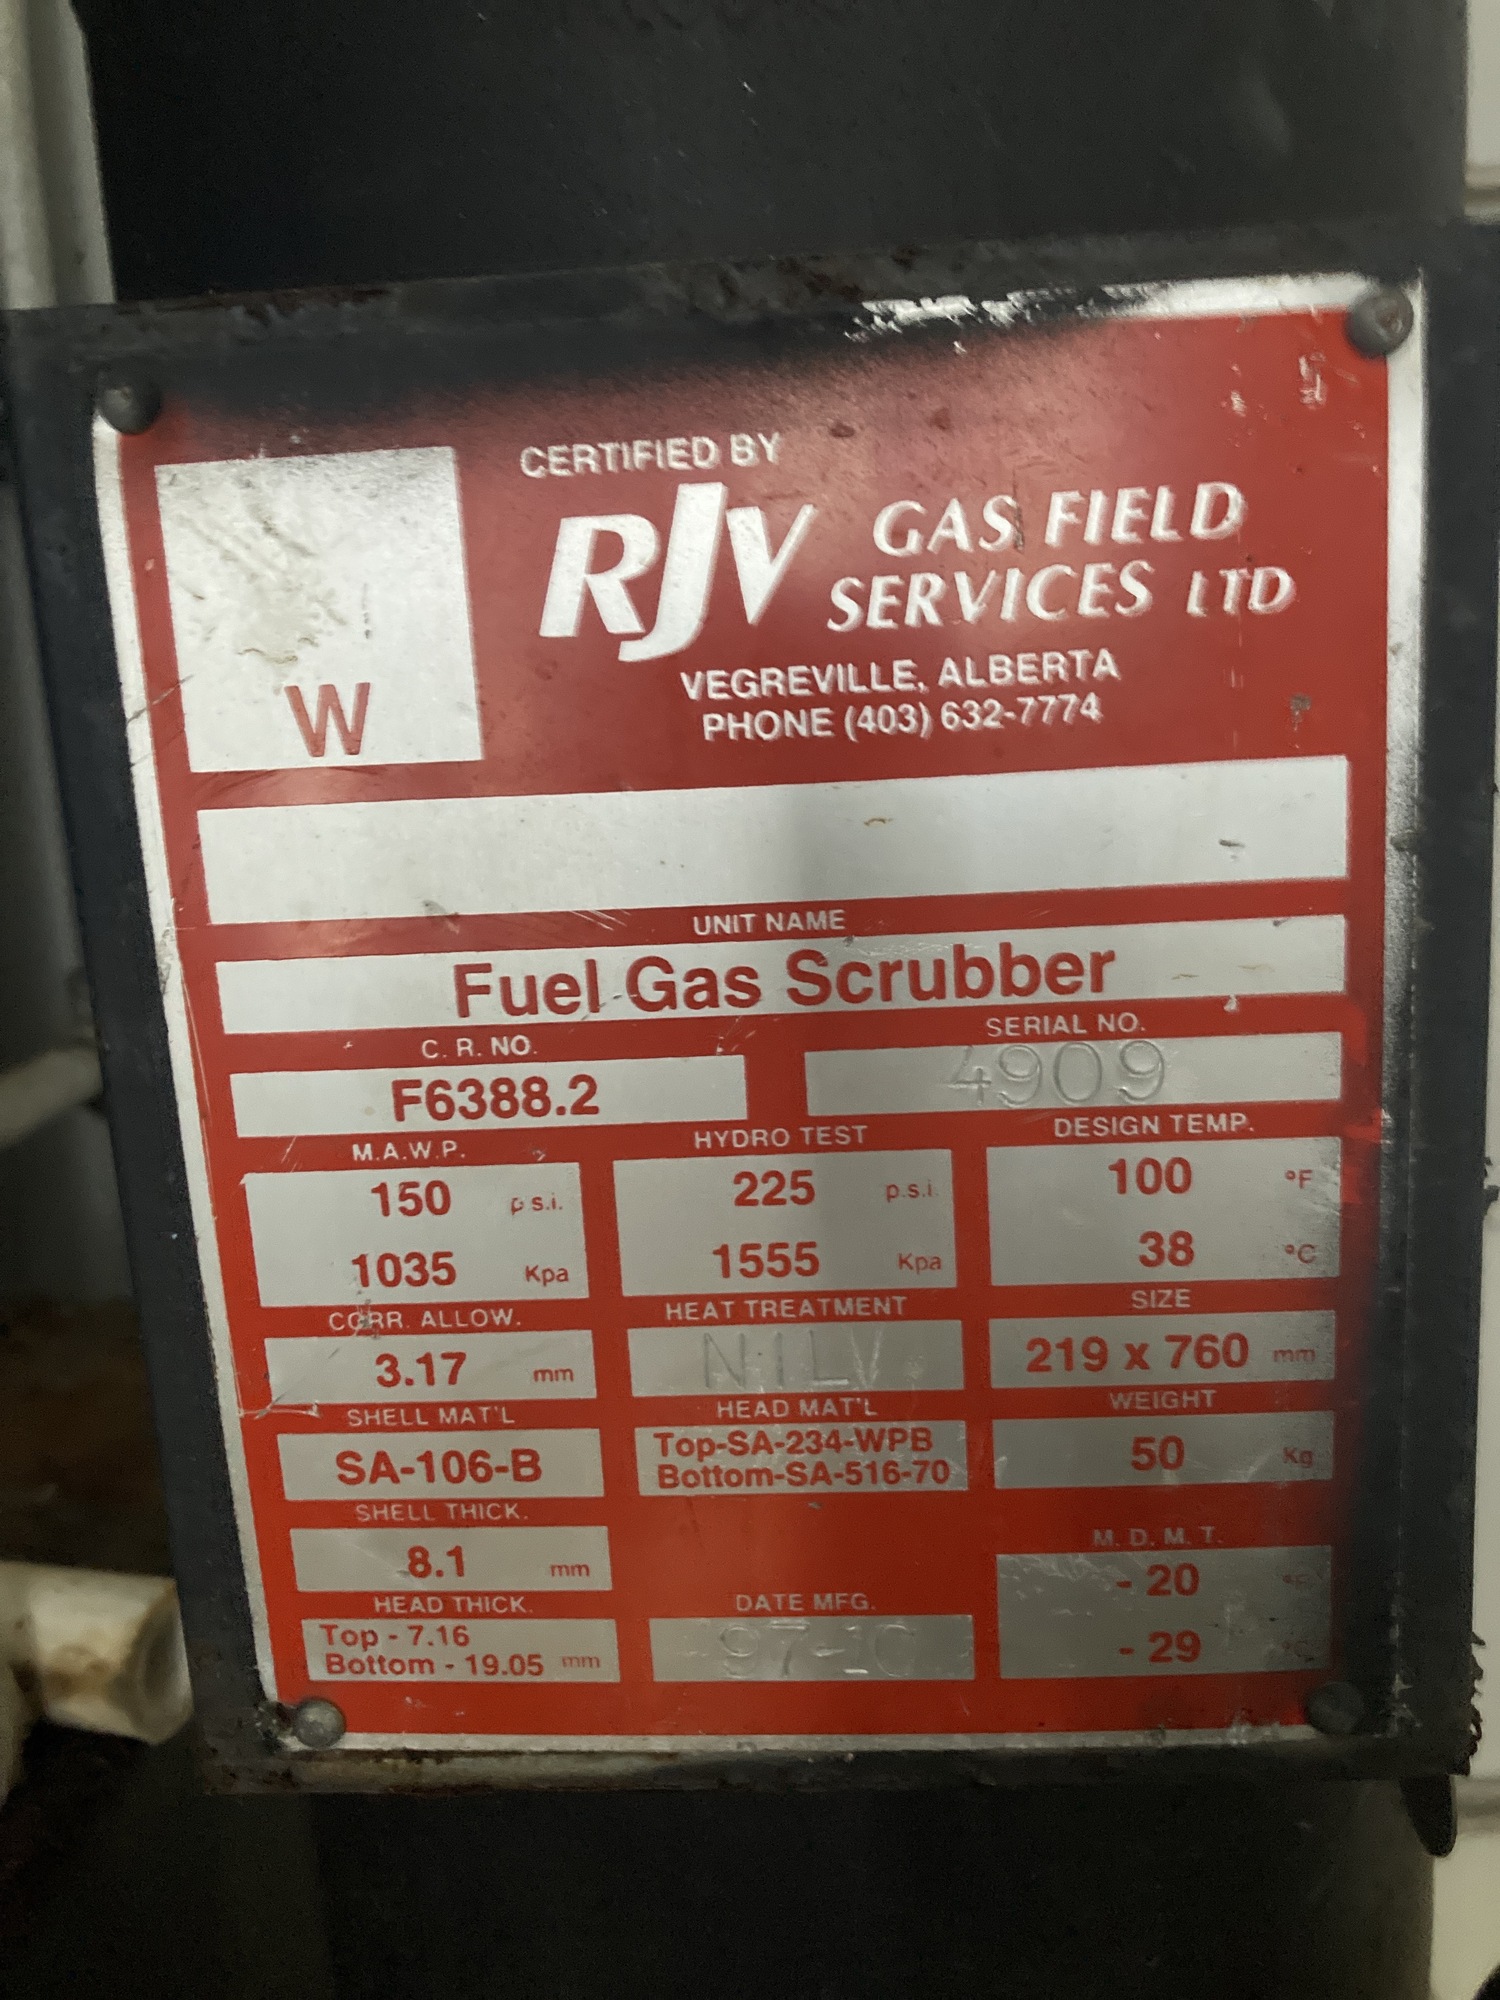 CERTIFIED BY
RJV GAS FIELD
SERVICES LTD
VEGREVILLE, ALBERTA
PHONE (403) 632-7774
W
UNIT NAME
Fuel Gas Scrubber
C. R. NO.
SERIAL NO.
F6388.2
4909
M.A.W.P.
HYDRO TEST
DESIGN TEMP.
150 p.s.i.
225 p.s.i.
100 °F
1035 Kpa
1555 Kpa
38 °C
CORR. ALLOW.
HEAT TREATMENT
SIZE
3.17 mm
NIL
219 x 760 mm
SHELL MAT'L
HEAD MAT'L
WEIGHT
SA-106-B
Top-SA-234-WPB
Bottom-SA-516-70
50 Kg
SHELL THICK.
M. D. M. T.
8.1 mm
- 20
HEAD THICK.
DATE MFG.
Top - 7.16
Bottom - 19.05 mm
- 29 °C